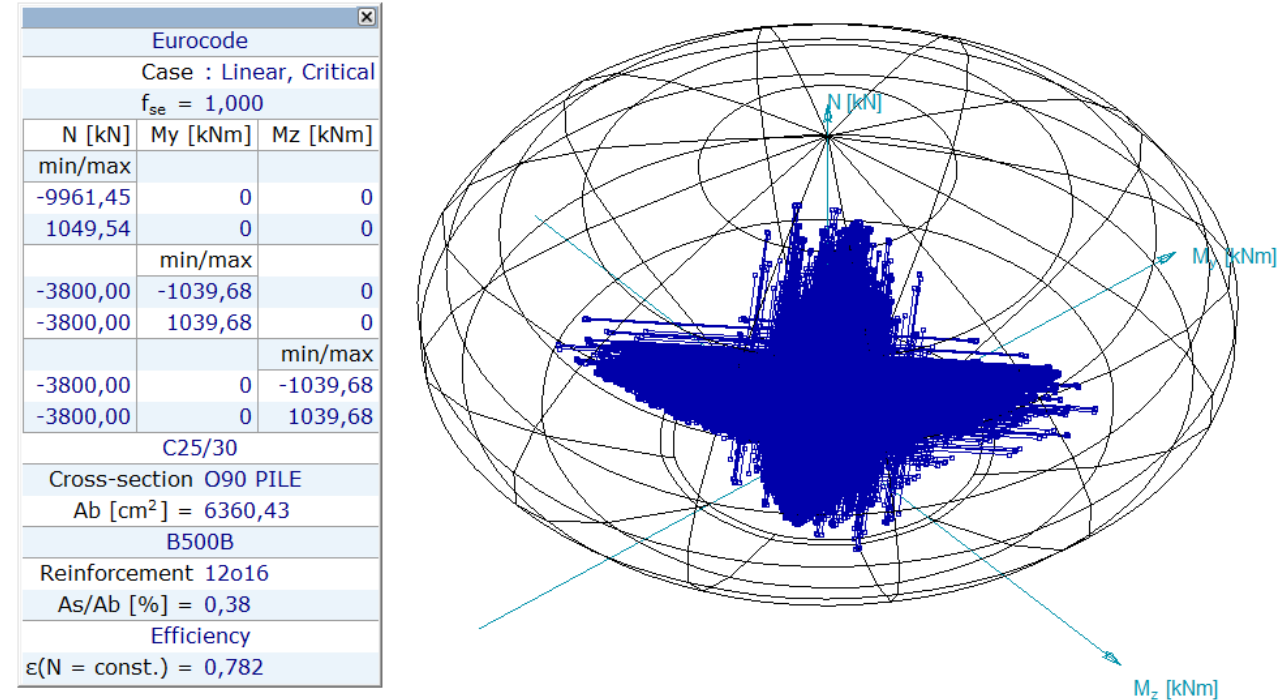 Eurocode
Case : Linear, Critical
fse = 1,000
N [kN] My [kNm] Mz [kNm]
min/max
-9961,45 0 0
1049,54 0 0
min/max
-3800,00 -1039,68 0
-3800,00 1039,68 0
min/max
-3800,00 0 -1039,68
-3800,00 0 1039,68
C25/30
Cross-section O90 PILE
Ab [cm²] = 6360,43
B500B
Reinforcement 12o16
As/Ab [%] = 0,38
Efficiency
ε(N = const.) = 0,782
N [kN]
My [kNm]
Mz [kNm]